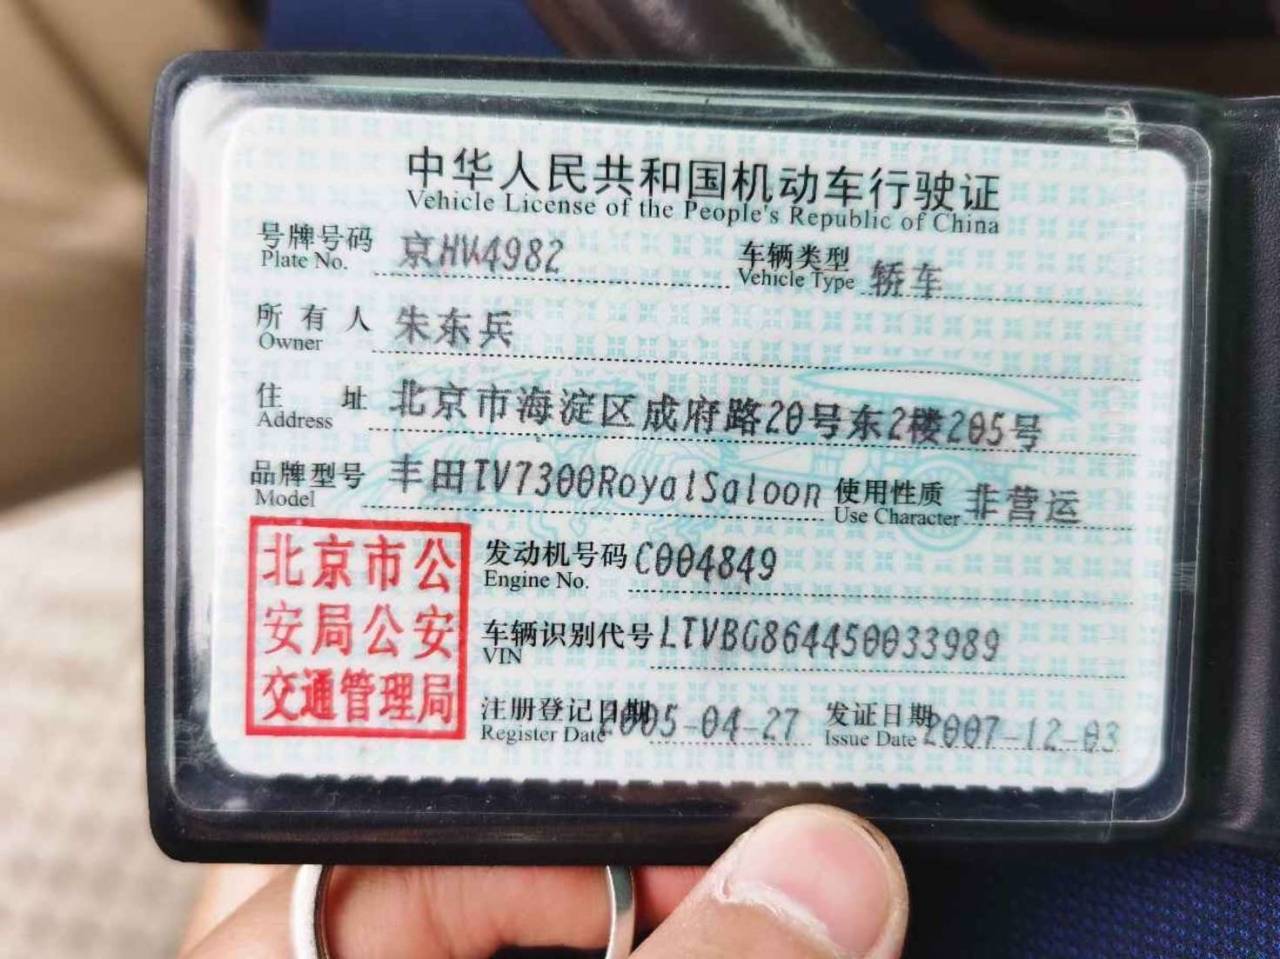 中华人民共和国机动车行驶证
Vehicle License of the People's Republic of China
号牌号码 京HW4982 车辆类型 轿车
Plate No. Vehicle Type
所有人 朱东兵
Owner
住址 北京市海淀区成府路20号东2楼205号
Address
品牌型号 丰田TV7300RoyalSaloon 使用性质 非营运
Model Use Character
北京市公
安局公安
交通管理局
发动机号码 C004849
Engine No.
车辆识别代号 LTVBG864450033989
VIN
注册登记日期 2005-04-27 发证日期 2007-12-03
Register Date Issue Date